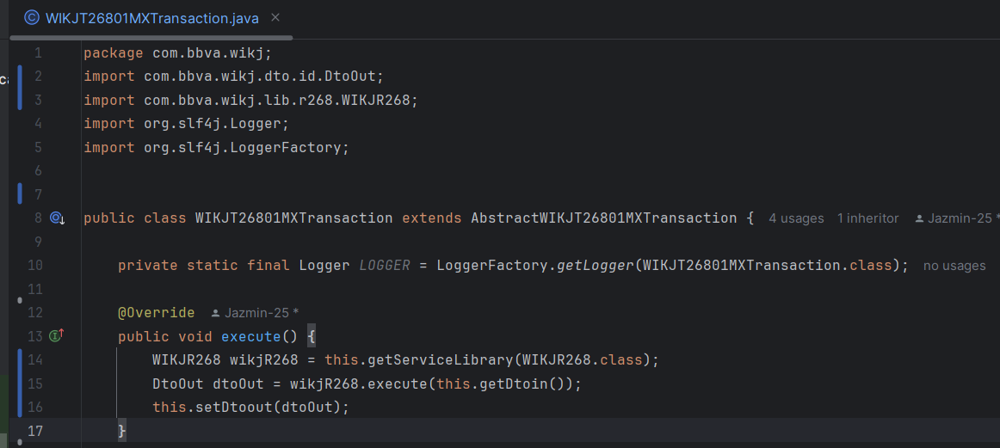 WIKJT26801MXTransaction.java
1 package com.bbva.wikj;
2 import com.bbva.wikj.dto.id.DtoOut;
3 import com.bbva.wikj.lib.r268.WIKJR268;
4 import org.slf4j.Logger;
5 import org.slf4j.LoggerFactory;
6
7
8 public class WIKJT26801MXTransaction extends AbstractWIKJT26801MXTransaction { 4 usages 1 inheritor Jazmin-25 *
9
10 private static final Logger LOGGER = LoggerFactory.getLogger(WIKJT26801MXTransaction.class); no usages
11
12 @Override Jazmin-25 *
13 public void execute() {
14 WIKJR268 wikjR268 = this.getServiceLibrary(WIKJR268.class);
15 DtoOut dtoOut = wikjR268.execute(this.getDtoin());
16 this.setDtoout(dtoOut);
17 }